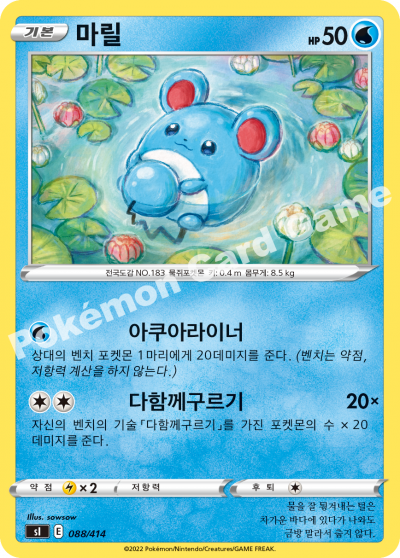 기본 마릴 HP 50
전국도감 NO.183 물쥐포켓몬 키: 0.4 m 몸무게: 8.5 kg
Pokémon Card Game
아쿠아라이너
상대의 벤치 포켓몬 1마리에게 20데미지를 준다. (벤치는 약점,
저항력 계산을 하지 않는다.)
다함께구르기 20×
자신의 벤치의 기술 「다함께구르기」를 가진 포켓몬의 수 × 20
데미지를 준다.
약점 ×2 저항력 후퇴
Illus. sowsow
sI E 088/414
물을 잘 튕겨내는 털은
차가운 바다에 있다가 나와도
금방 말라서 춥지 않다.
©2022 Pokémon/Nintendo/Creatures/GAME FREAK.